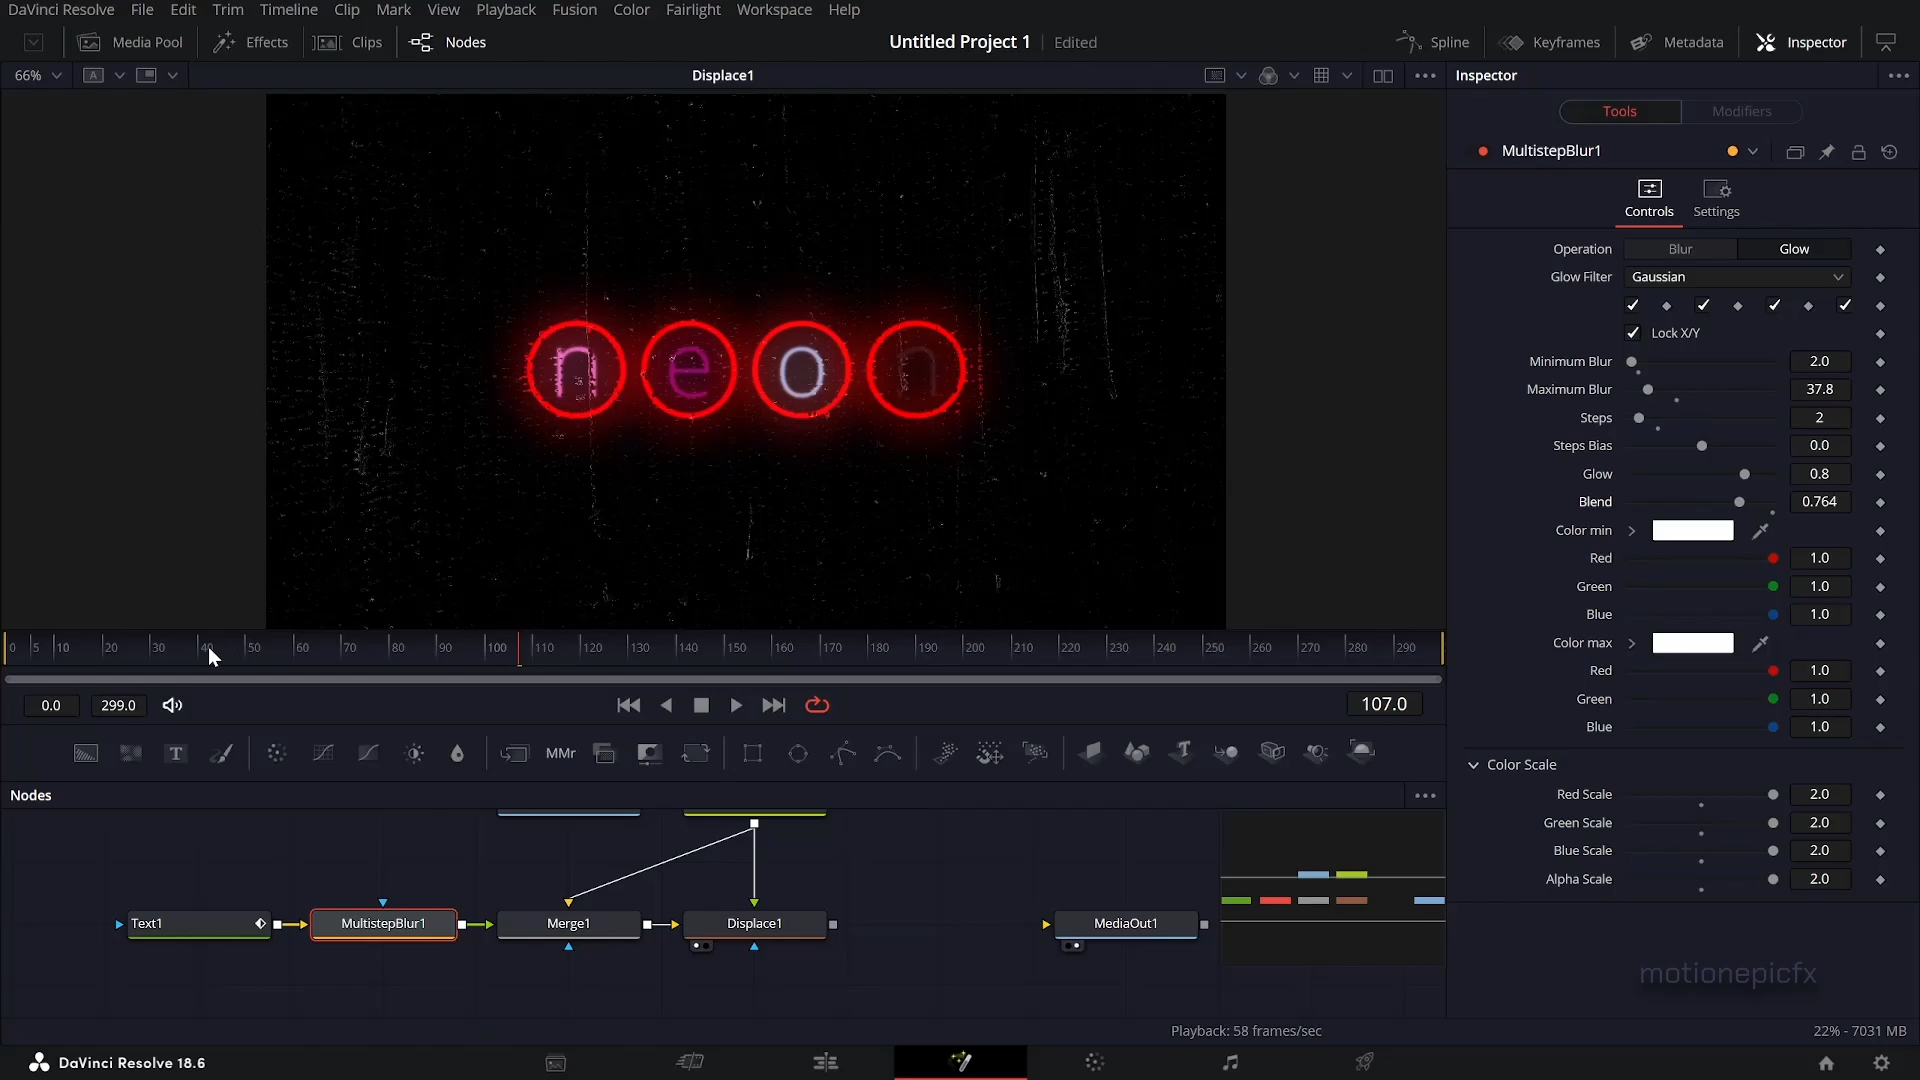 DaVinci Resolve File Edit Trim Timeline Clip Mark View Playback Fusion Color Fairlight Workspace Help
Media Pool Effects Clips Nodes Untitled Project 1 Edited Spline Keyframes Metadata Inspector
66% A Displace1 Inspector
Tools Modifiers
MultistepBlur1
Controls Settings
Operation Blur Glow
Glow Filter Gaussian
Lock X/Y
Minimum Blur 2.0
Maximum Blur 37.8
Steps 2
Steps Bias 0.0
Glow 0.8
Blend 0.764
Color min
Red 1.0
Green 1.0
Blue 1.0
Color max
Red 1.0
Green 1.0
Blue 1.0
Color Scale
Red Scale 2.0
Green Scale 2.0
Blue Scale 2.0
Alpha Scale 2.0
neon
0 5 10 20 30 40 50 60 70 80 90 100 110 120 130 140 150 160 170 180 190 200 210 220 230 240 250 260 270 280 290
0.0 299.0 107.0
T MMr
Nodes
Text1 MultistepBlur1 Merge1 Displace1 MediaOut1
motionepicfx
Playback: 58 frames/sec 22% - 7031 MB
DaVinci Resolve 18.6